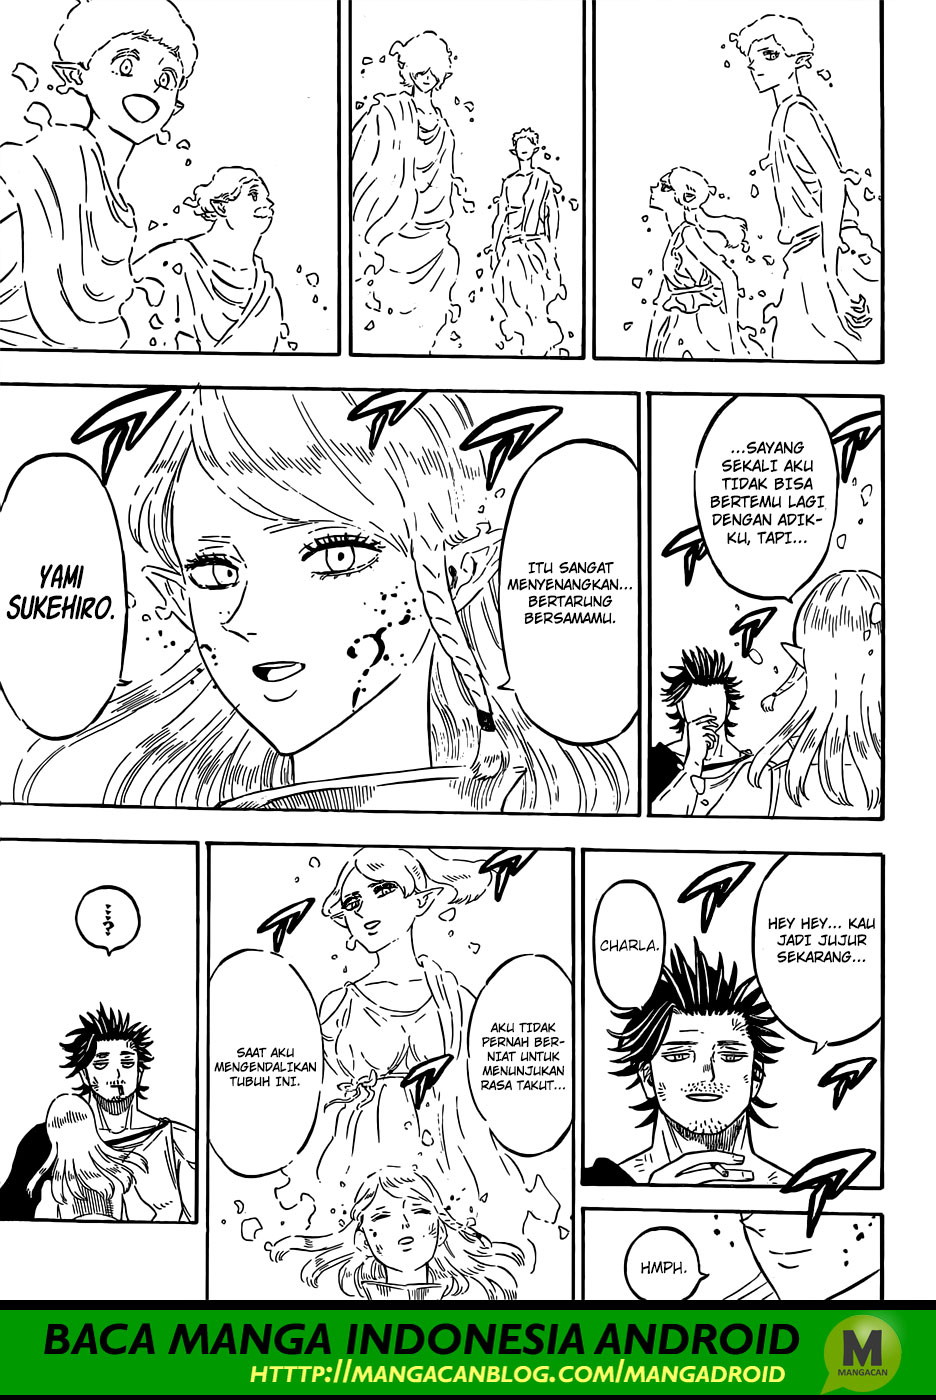 ...SAYANG
SEKALI AKU
TIDAK BISA
BERTEMU LAGI
DENGAN ADIK-
KU, TAPI...
ITU SANGAT
MENYENANGKAN...
BERTARUNG
BERSAMAMU.
YAMI
SUKEHIRO.
HEY HEY... KAU
JADI JUJUR
SEKARANG...
CHARLA.
HMPH.
AKU TIDAK
PERNAH BER-
NIAT UNTUK
MENUNJUKAN
RASA TAKUT...
SAAT AKU
MENGENDALIKAN
TUBUH INI.
...?
BACA MANGA INDONESIA ANDROID
HTTTP://MANGACANBLOG.COM/MANGADROID
M
MANGACAN